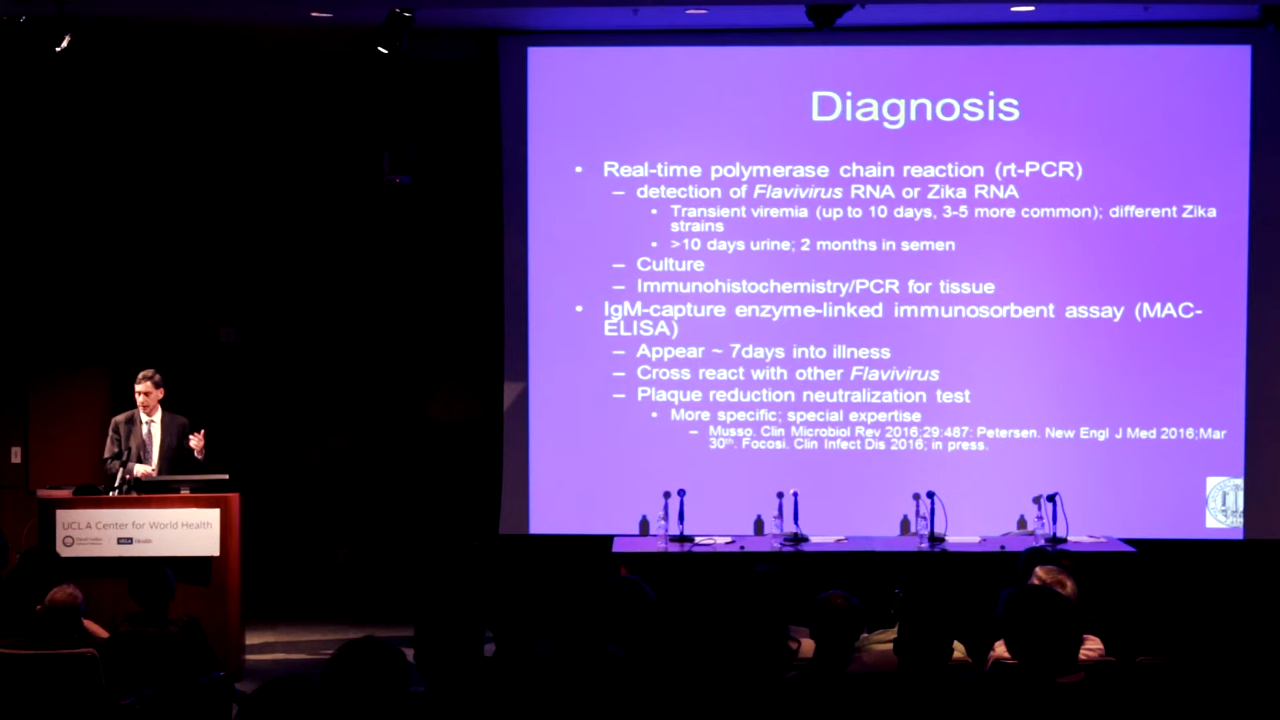 Diagnosis
• Real-time polymerase chain reaction (rt-PCR)
– detection of Flavivirus RNA or Zika RNA
• Transient viremia (up to 10 days, 3-5 more common); different Zika
strains
• >10 days urine; 2 months in semen
– Culture
– Immunohistochemistry/PCR for tissue
• IgM-capture enzyme-linked immunosorbent assay (MAC-
ELISA)
– Appear ~ 7days into illness
– Cross react with other Flavivirus
– Plaque reduction neutralization test
• More specific; special expertise
– Musso. Clin Microbiol Rev 2016;29:487: Petersen. New Engl J Med 2016;Mar
30th. Focosi. Clin Infect Dis 2016; in press.
UCLA Center for World Health
UCLA Health